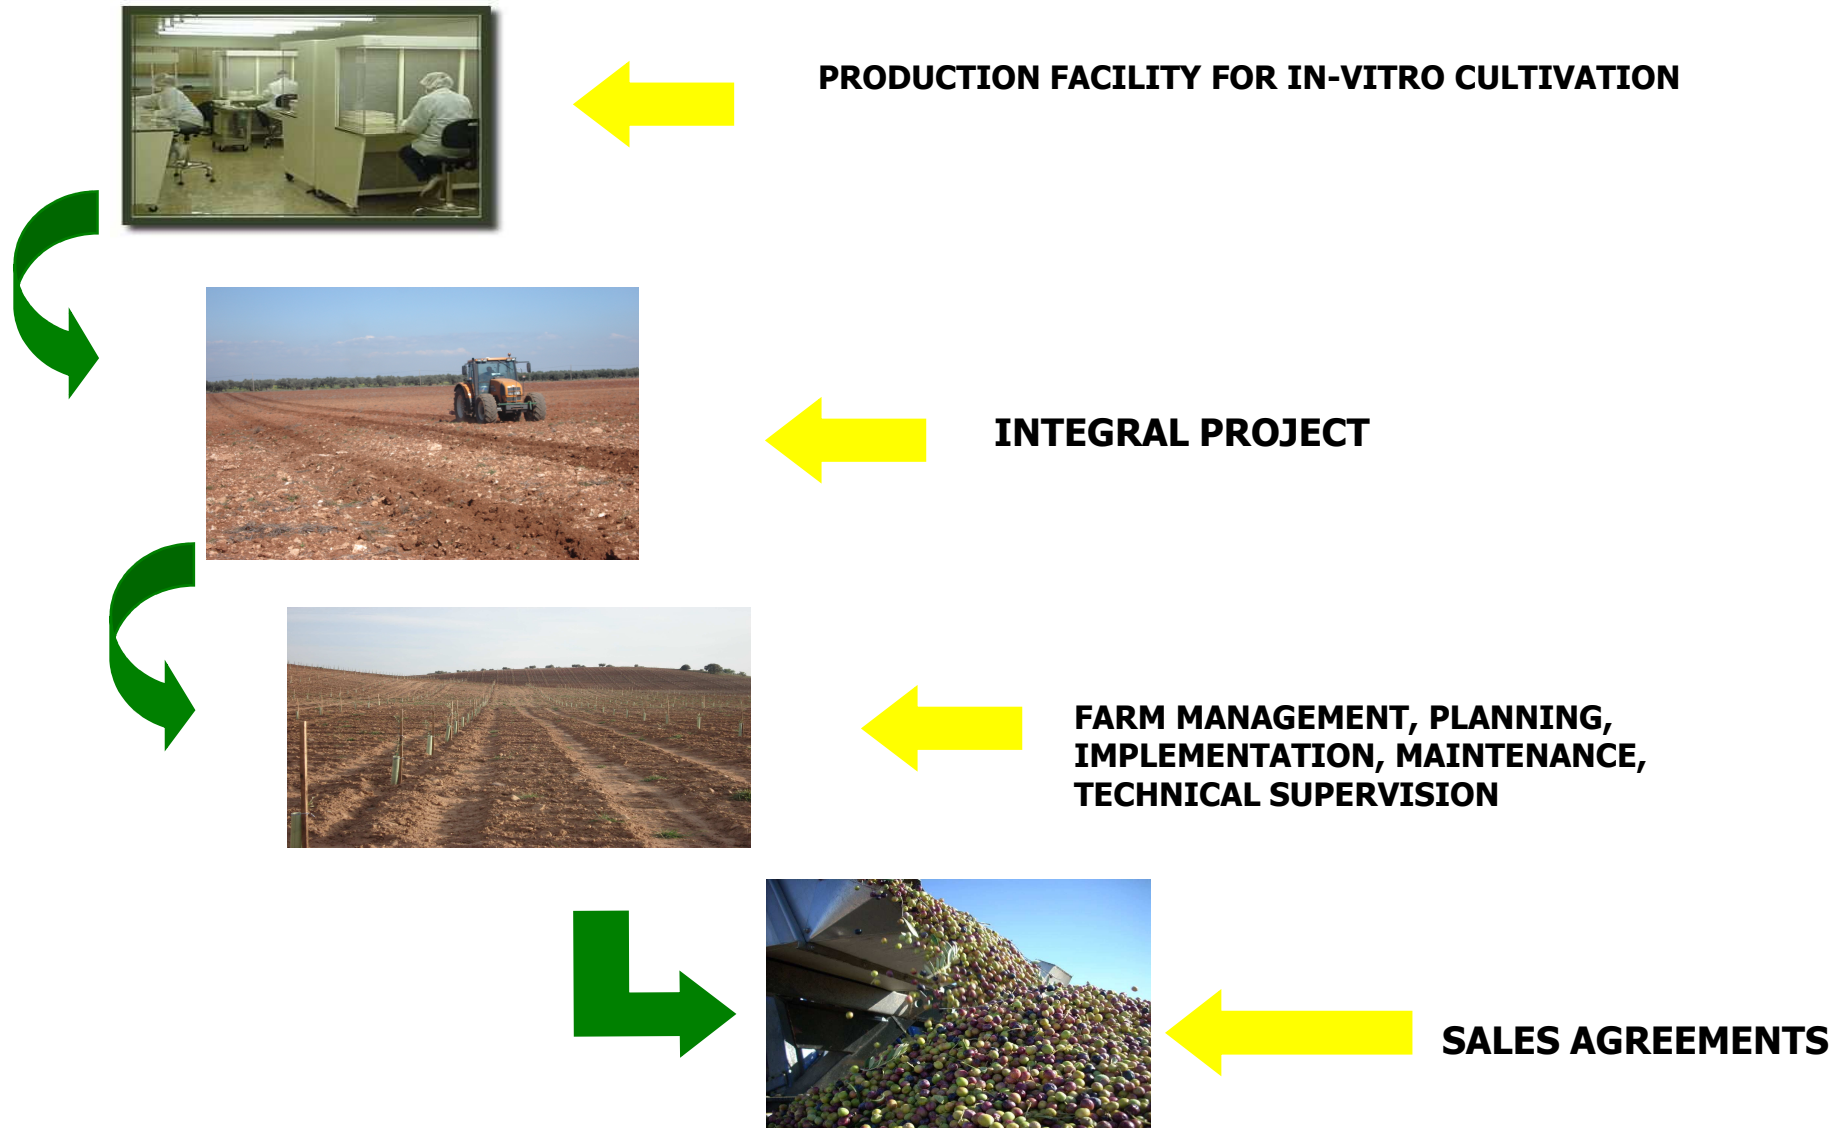 PRODUCTION FACILITY FOR IN-VITRO CULTIVATION
INTEGRAL PROJECT
FARM MANAGEMENT, PLANNING,
IMPLEMENTATION, MAINTENANCE,
TECHNICAL SUPERVISION
SALES AGREEMENTS